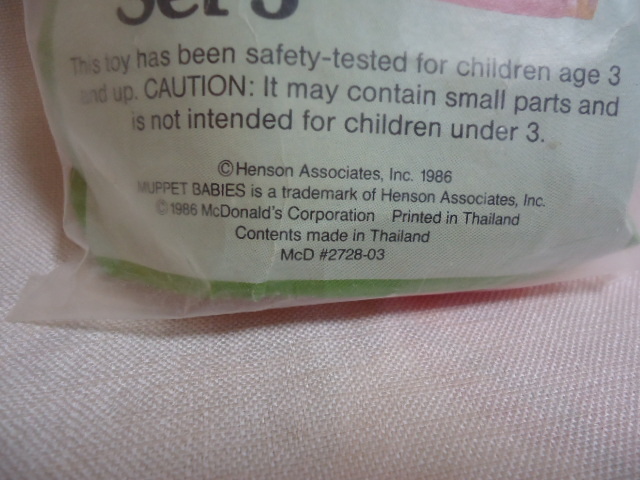 Set 3
This toy has been safety-tested for children age 3
and up. CAUTION: It may contain small parts and
is not intended for children under 3.
©Henson Associates, Inc. 1986
MUPPET BABIES is a trademark of Henson Associates, Inc.
©1986 McDonald's Corporation Printed in Thailand
Contents made in Thailand
McD #2728-03